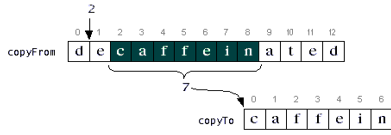 2
0 1 2 3 4 5 6 7 8 9 10 11 12
copyFrom d e c a f f e i n a t e d
7
0 1 2 3 4 5 6
copyTo c a f f e i n